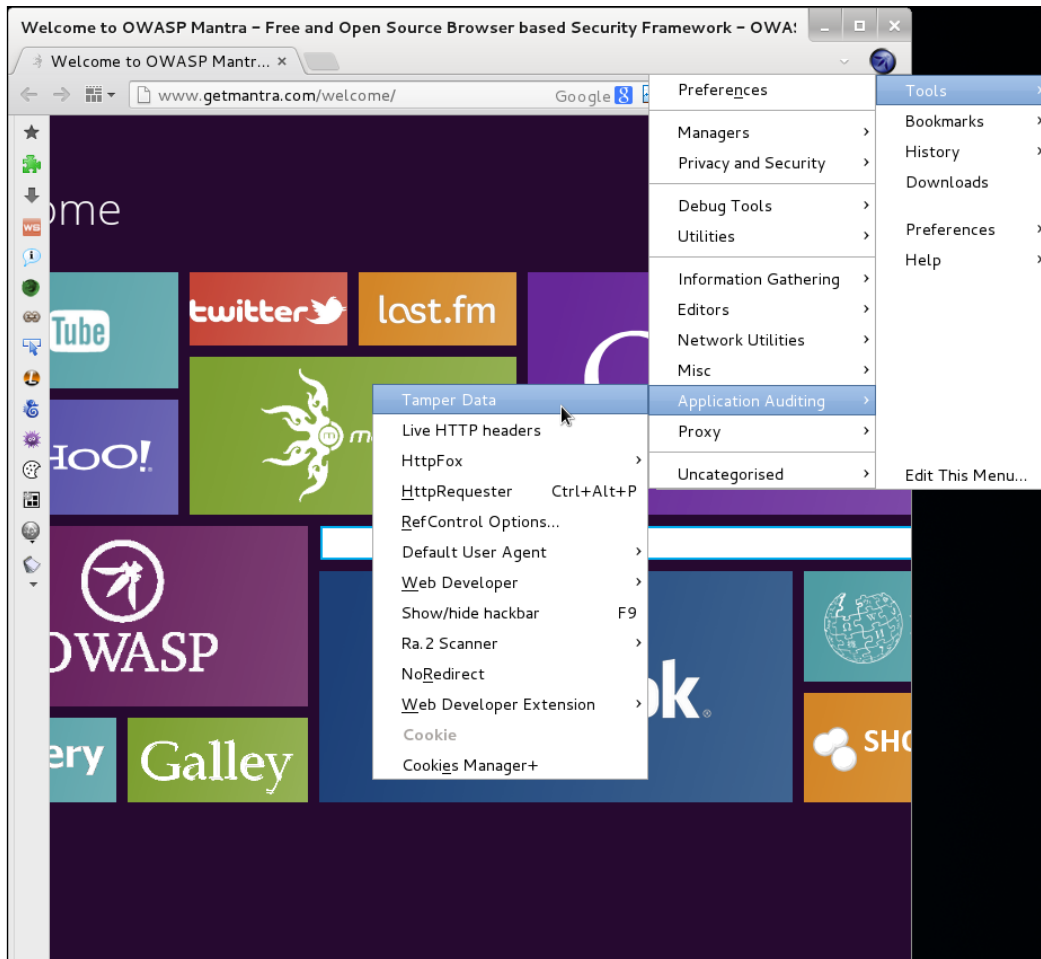 Welcome to OWASP Mantra – Free and Open Source Browser based Security Framework – OWA:
Welcome to OWASP Mantr... ×
www.getmantra.com/welcome/
Google 8
Preferences
Managers
Privacy and Security
Debug Tools
Utilities
Information Gathering
Editors
Network Utilities
Misc
Application Auditing
Proxy
Uncategorised
Tools
Bookmarks
History
Downloads
Preferences
Help
Edit This Menu...
Tamper Data
Live HTTP headers
HttpFox
HttpRequester Ctrl+Alt+P
RefControl Options...
Default User Agent
Web Developer
Show/hide hackbar F9
Ra.2 Scanner
NoRedirect
Web Developer Extension
Cookie
Cookies Manager+
ome
Tube
twitter
last.fm
HOO!
m
OWASP
ok
ery
Galley
SHO
WS